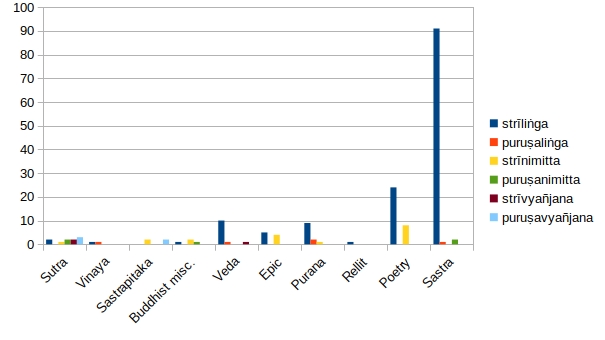 100
90
80
70
60
50
40
30
20
10
0
Sutra
Vinaya
Sastrapitaka
Buddhist misc.
Veda
Epic
Purana
Rellit
Poetry
Sastra
strīliṅga
puruṣaliṅga
strīnimitta
puruṣanimitta
strīvyañjana
puruṣavyañjana